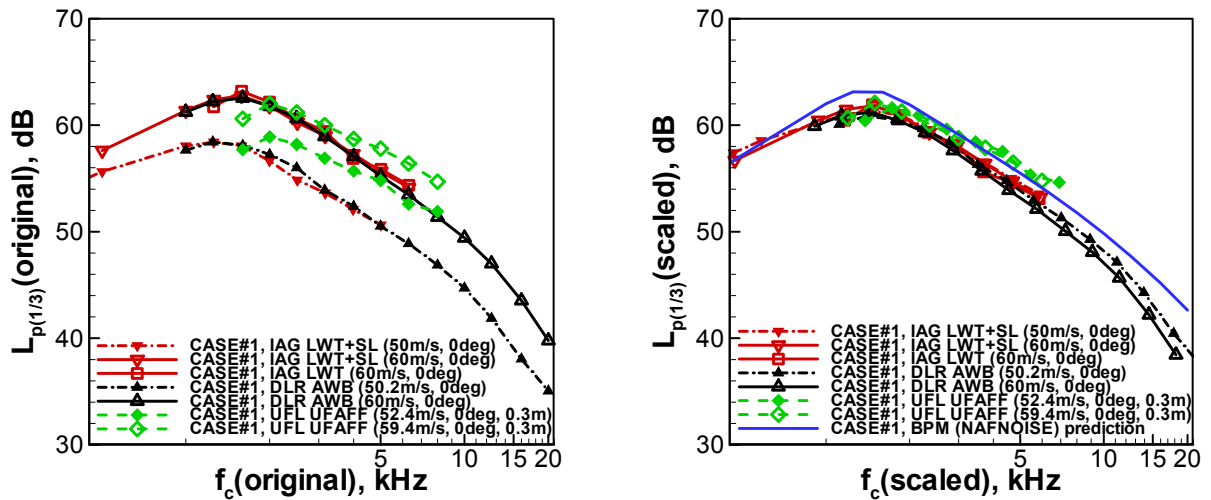 70
60
50
40
30
L p(1/3) (original), dB
CASE#1, IAG LWT+SL (50m/s, 0deg)
CASE#1, IAG LWT+SL (60m/s, 0deg)
CASE#1, IAG LWT (60m/s, 0deg)
CASE#1, DLR AWB (50.2m/s, 0deg)
CASE#1, DLR AWB (60m/s, 0deg)
CASE#1, UFL UFAFF (52.4m/s, 0deg, 0.3m)
CASE#1, UFL UFAFF (59.4m/s, 0deg, 0.3m)
5 10 15 20
f c (original), kHz
70
60
50
40
30
L p(1/3) (scaled), dB
CASE#1, IAG LWT+SL (50m/s, 0deg)
CASE#1, IAG LWT+SL (60m/s, 0deg)
CASE#1, IAG LWT (60m/s, 0deg)
CASE#1, DLR AWB (50.2m/s, 0deg)
CASE#1, DLR AWB (60m/s, 0deg)
CASE#1, UFL UFAFF (52.4m/s, 0deg, 0.3m)
CASE#1, UFL UFAFF (59.4m/s, 0deg, 0.3m)
CASE#1, BPM (NAFNOISE) prediction
5 10 15 20
f c (scaled), kHz